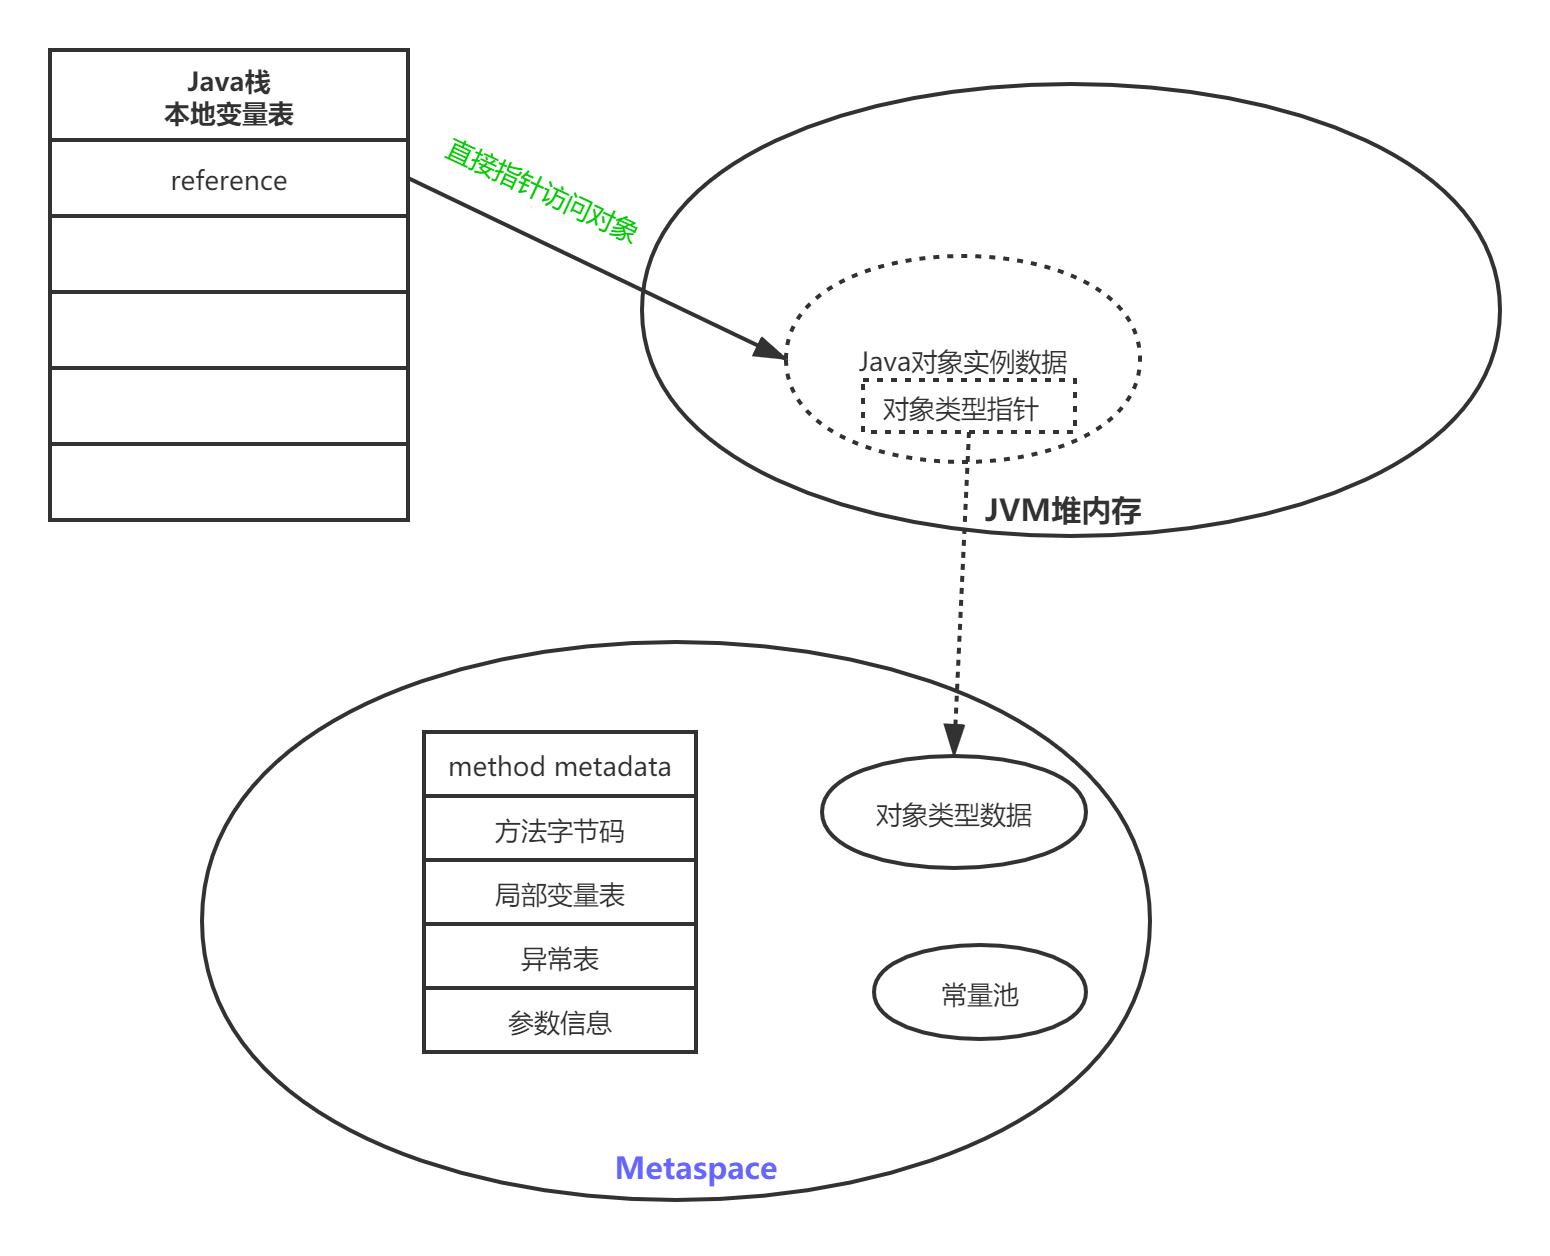 Java栈
本地变量表
reference
直接指针访问对象
Java对象实例数据
对象类型指针
JVM堆内存
method metadata
方法字节码
局部变量表
异常表
参数信息
对象类型数据
常量池
Metaspace